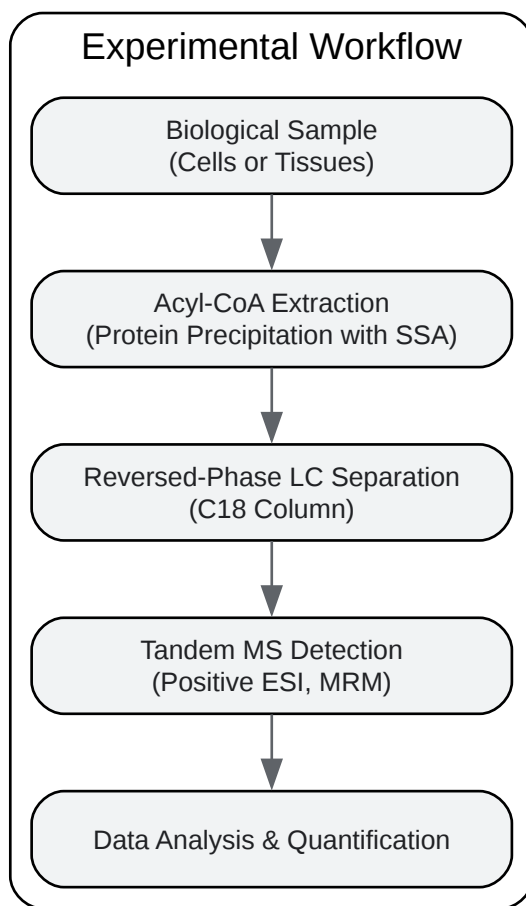 Experimental Workflow
Biological Sample
(Cells or Tissues)
Acyl-CoA Extraction
(Protein Precipitation with SSA)
Reversed-Phase LC Separation
(C18 Column)
Tandem MS Detection
(Positive ESI, MRM)
Data Analysis & Quantification